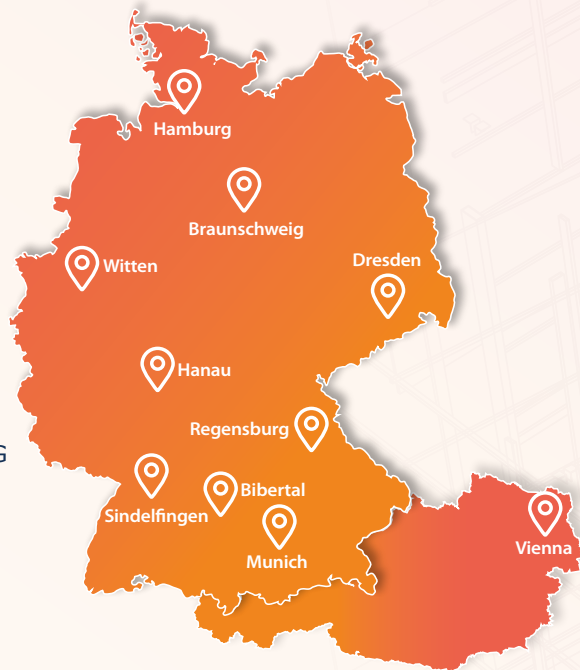 Hamburg
Braunschweig
Dresden
Witten
Hanau
Regensburg
G
Bibertal
Sindelfingen
Vienna
Munich